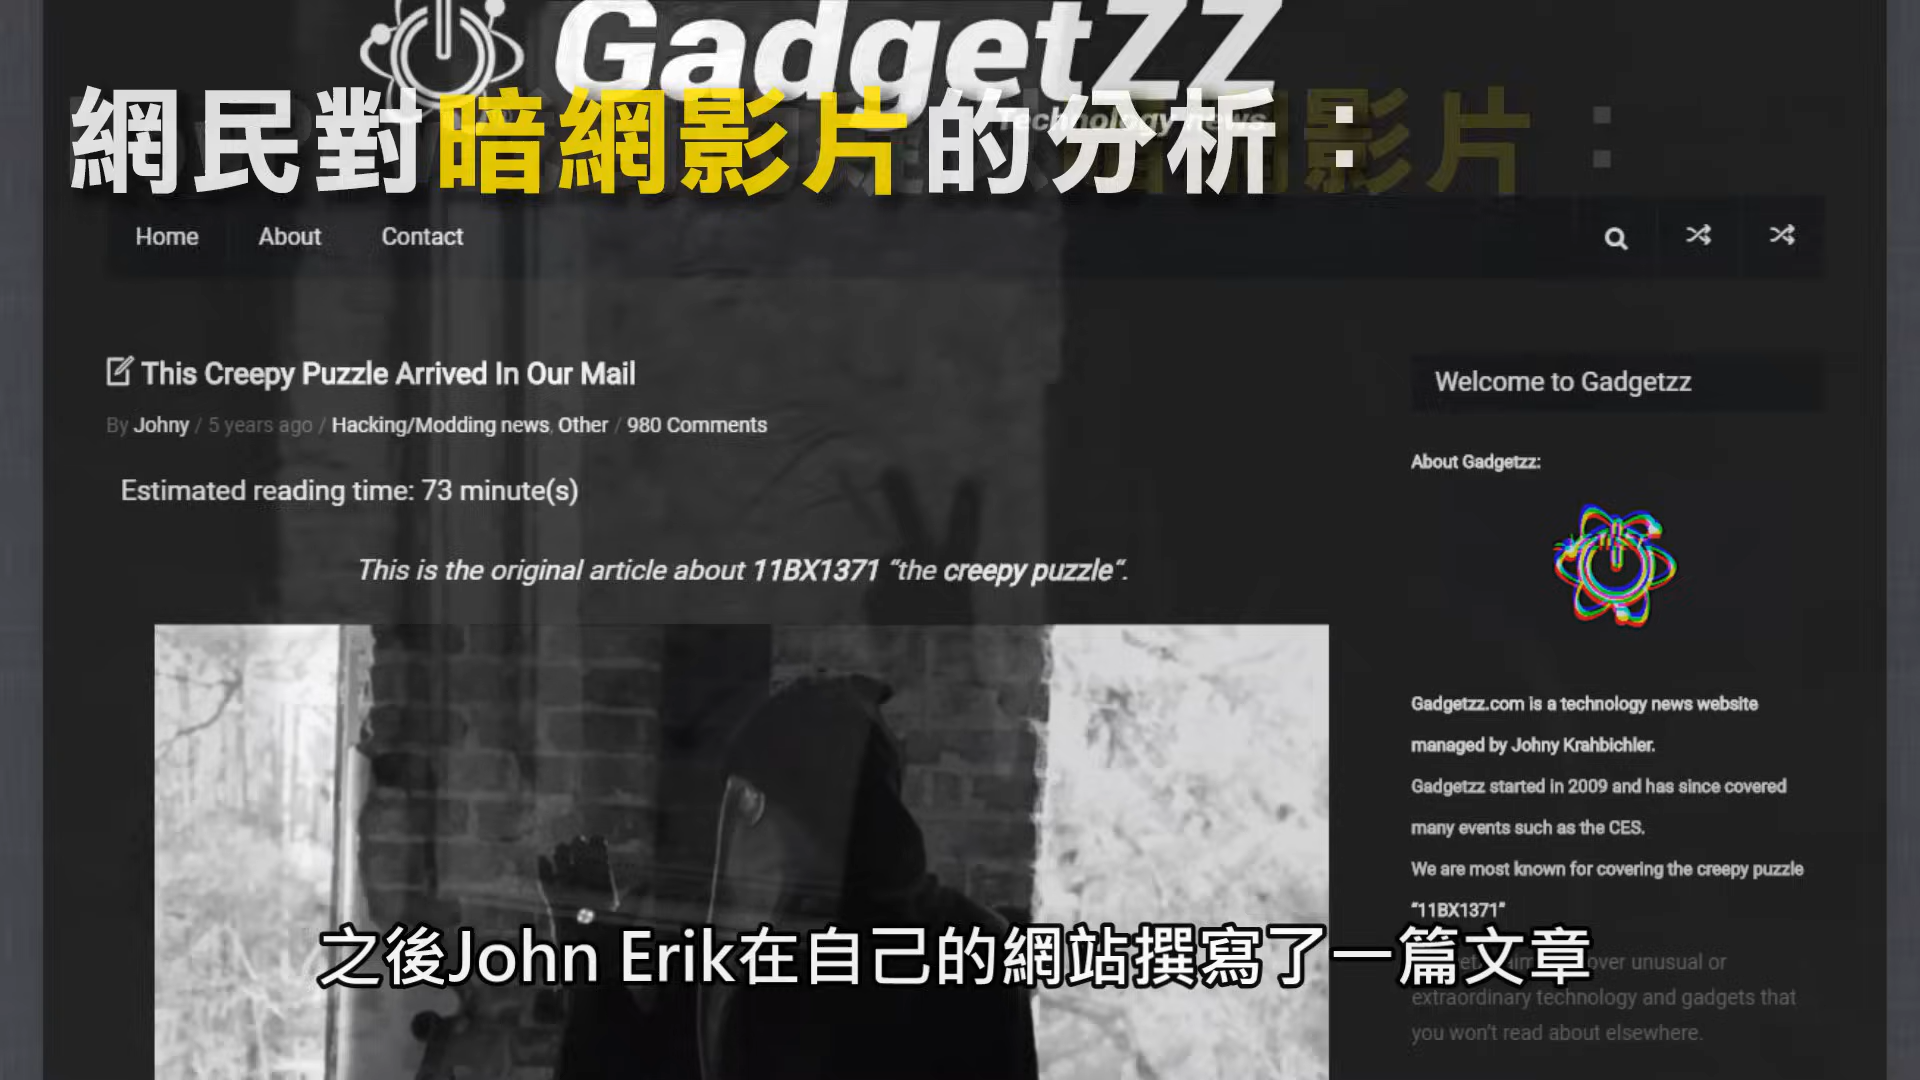 GadgetZZ
Technology news
網民對暗網影片的分析：
Home About Contact
This Creepy Puzzle Arrived In Our Mail
By Johny / 5 years ago / Hacking/Modding news, Other / 980 Comments
Estimated reading time: 73 minute(s)
This is the original article about 11BX1371 “the creepy puzzle“.
Welcome to Gadgetzz
About Gadgetzz:
Gadgetzz.com is a technology news website
managed by Johny Krahbichler.
Gadgetzz started in 2009 and has since covered
many events such as the CES.
We are most known for covering the creepy puzzle
“11BX1371”
over unusual or
extraordinary technology and gadgets that
you won’t read about elsewhere.
之後John Erik在自己的網站撰寫了一篇文章